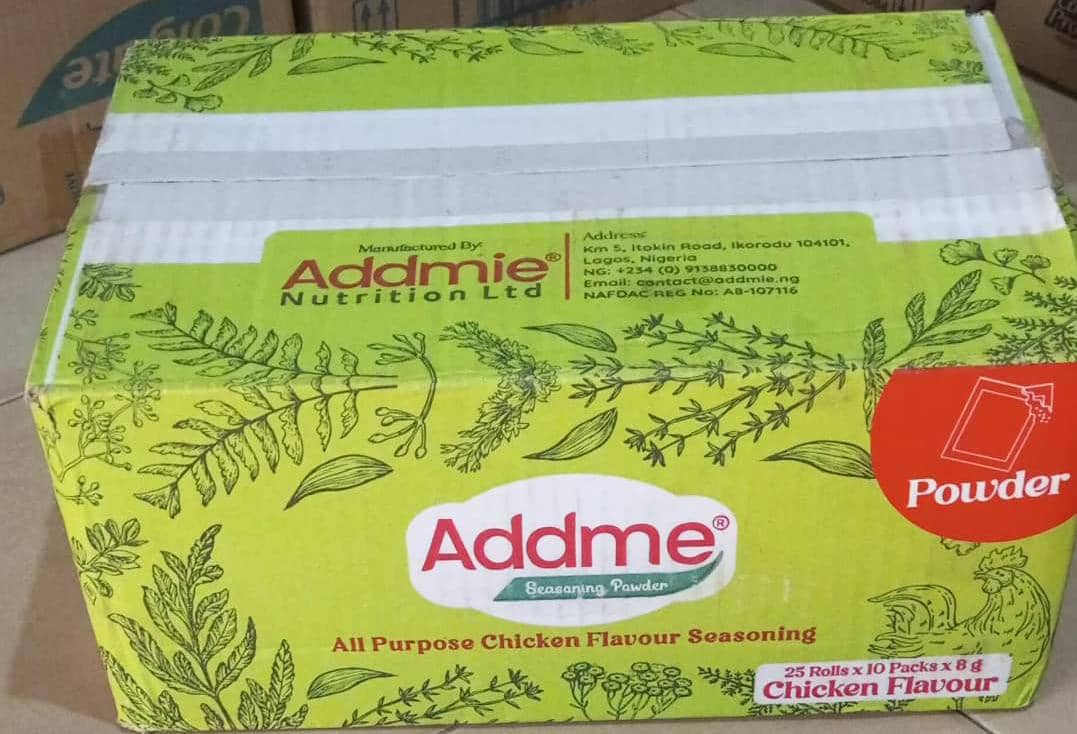 Colgate
Manufactured By:
Addmie®
Nutrition Ltd
Address
Km 5, Itokin Road, Ikorodu 104101,
Lagos, Nigeria
NG: +234 (0) 9138830000
Email: contact@addmie.ng
NAFDAC REG No: A8-107116
Powder
Addme®
Seasoning Powder
All Purpose Chicken Flavour Seasoning
25 Rolls x 10 Packs x 8 g
Chicken Flavour